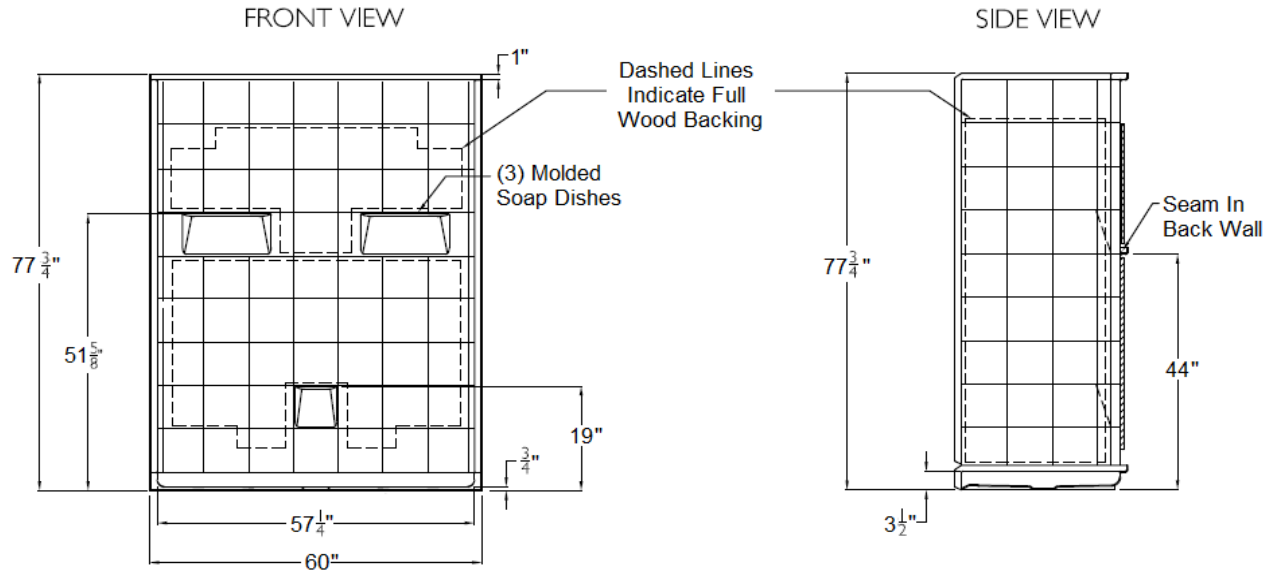 FRONT VIEW
SIDE VIEW
1"
Dashed Lines
Indicate Full
Wood Backing
(3) Molded
Soap Dishes
Seam In
Back Wall
77 3/4"
51 5/8"
77 3/4"
44"
19"
3/4"
3 1/2"
57 1/4"
60"